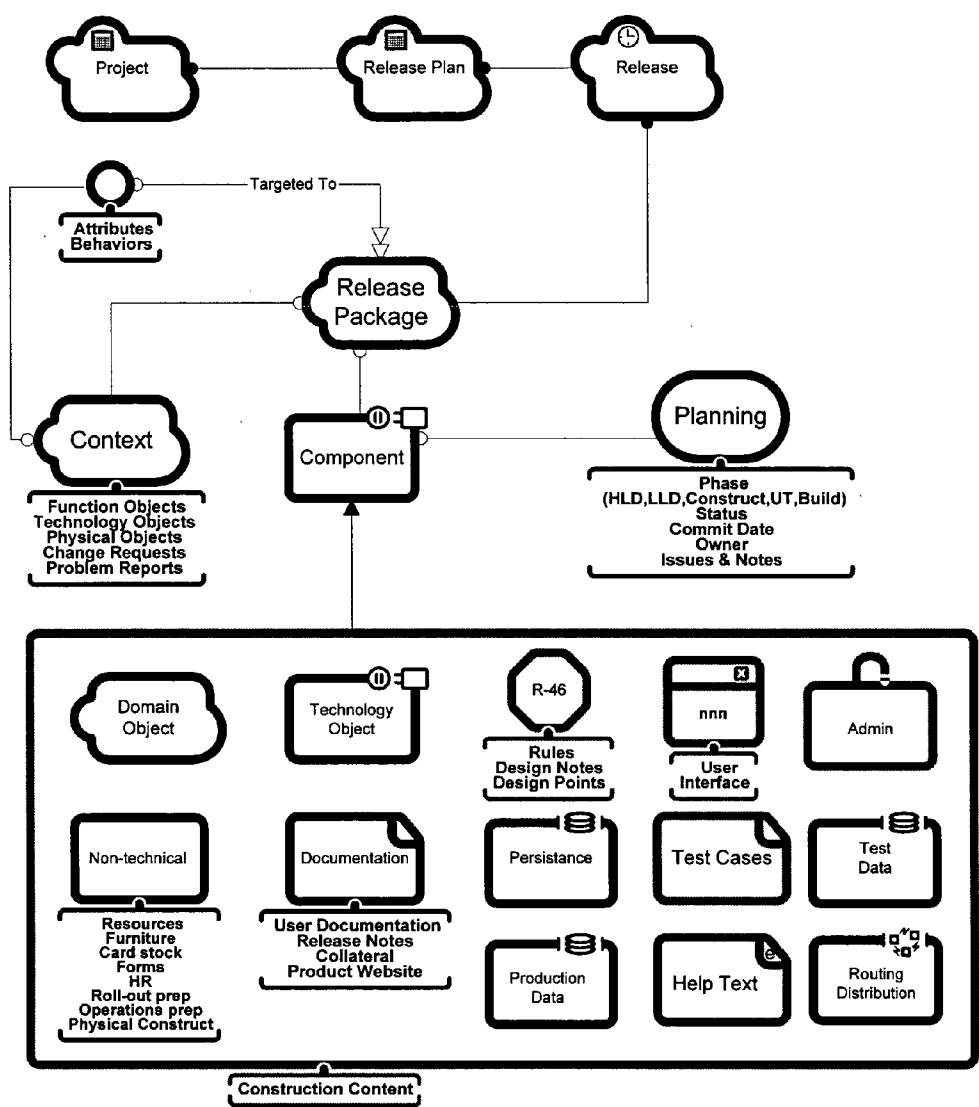 Project
Release Plan
Release
Targeted To
Attributes
Behaviors
Release
Package
Context
Component
Planning
Function Objects
Technology Objects
Physical Objects
Change Requests
Problem Reports
Phase
(HLD,LLD,Construct,UT,Build)
Status
Commit Date
Owner
Issues & Notes
Domain
Object
Technology
Object
R-46
Rules
Design Notes
Design Points
X
nnn
User
Interface
Admin
Non-technical
Resources
Furniture
Card stock
Forms
HR
Roll-out prep
Operations prep
Physical Construct
Documentation
User Documentation
Release Notes
Collateral
Product Website
Persistance
Test Cases
Test
Data
Production
Data
Help Text
e
Routing
Distribution
Construction Content